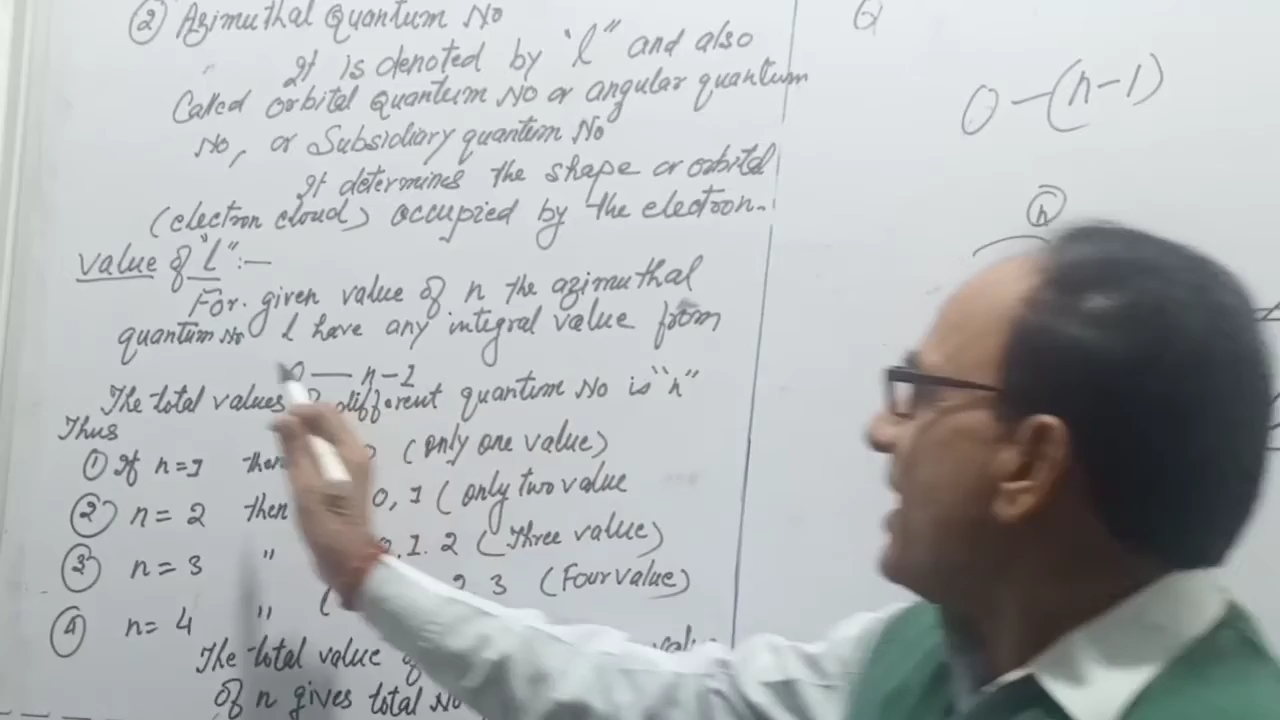 ② Azimuthal Quantum No
It is denoted by "l" and also
Called orbital Quantum No or angular quantum
No, or Subsidiary quantum No
It determines the shape or orbital
(electron cloud) occupied by the electron.
Value of "l" :—
For given value of n the azimuthal
quantum No l have any integral value from
0 — n-1
The total values different quantum No is "n"
Thus
① If n=1 then (only one value)
② n = 2 then 0, 1 (only two value
③ n = 3 " 1. 2 (Three value)
④ n= 4 " ( 2 3 (Four value)
The total value
of n gives total No
0 — (n-1)
n